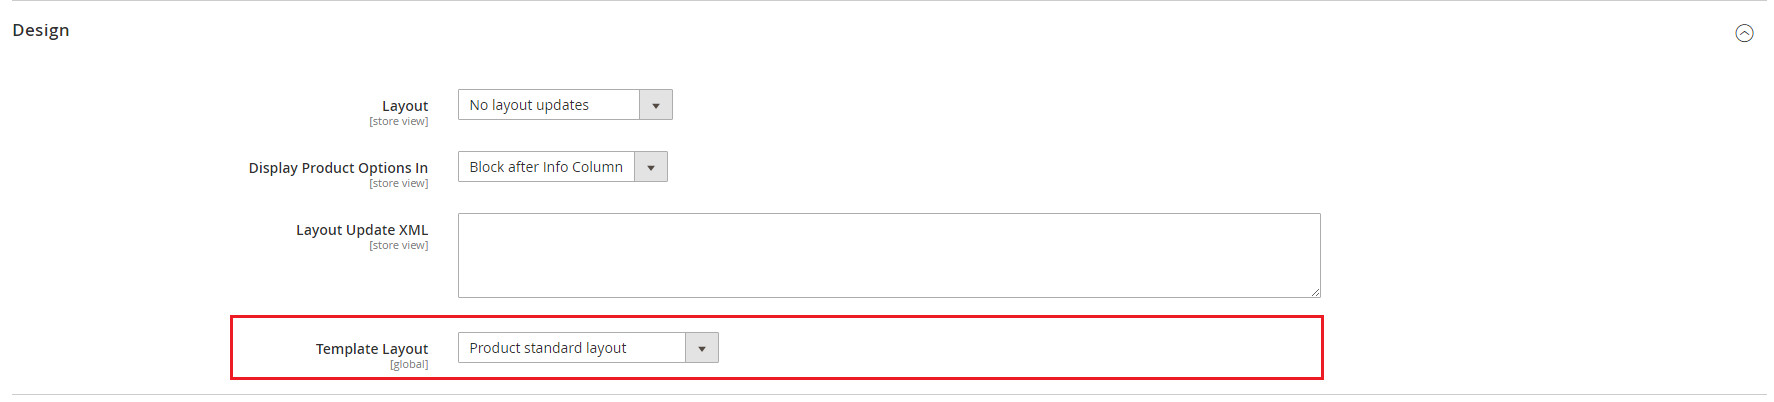 Design
Layout
[store view]
No layout updates
Display Product Options In
[store view]
Block after Info Column
Layout Update XML
[store view]
Template Layout
[global]
Product standard layout